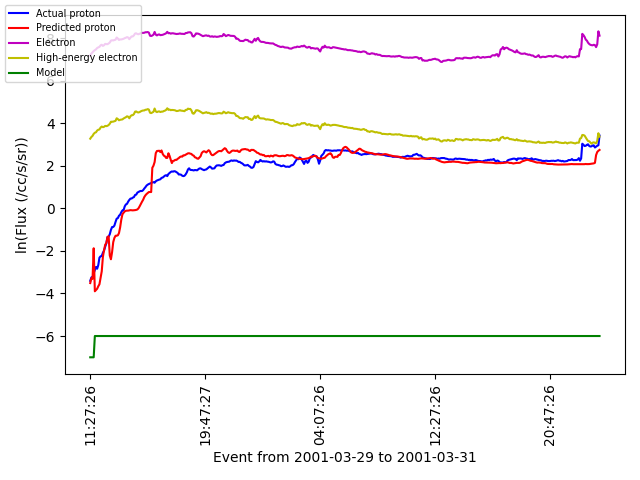 Actual proton
Predicted proton
Electron
High-energy electron
Model
8
6
4
2
0
−2
−4
−6
ln(Flux (/cc/s/sr))
11:27:26
19:47:27
04:07:26
12:27:26
20:47:26
Event from 2001-03-29 to 2001-03-31